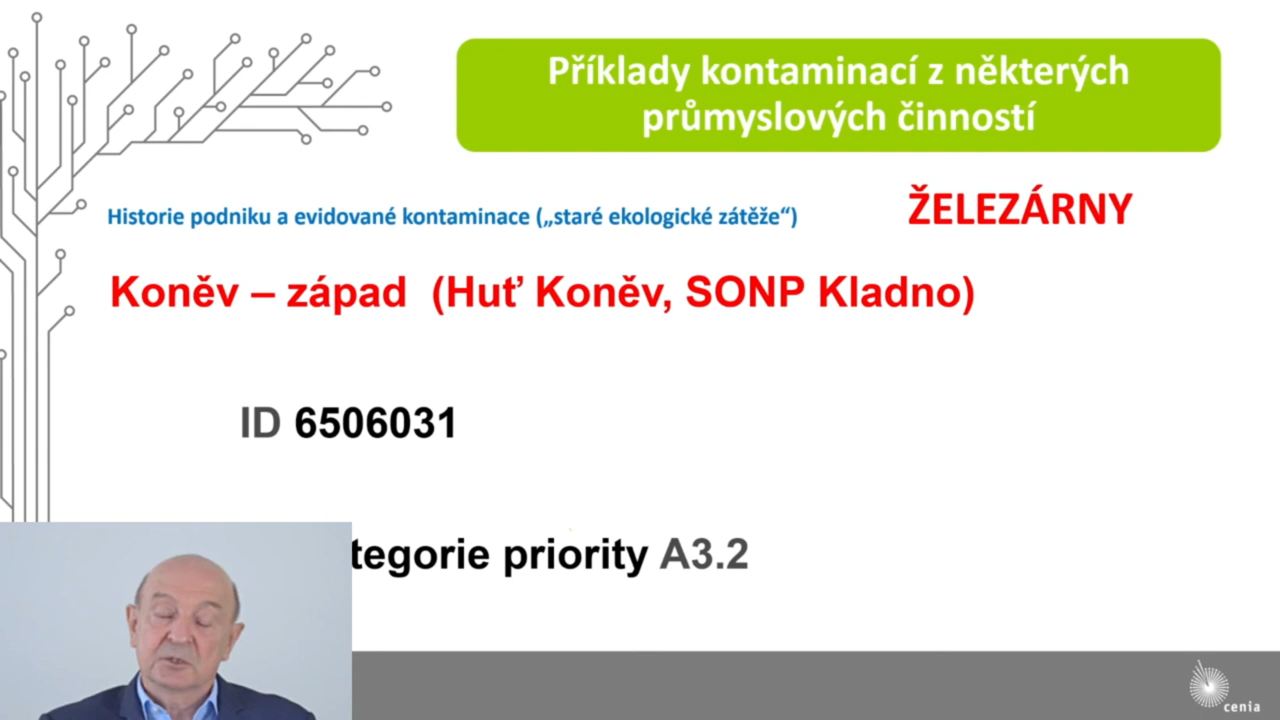 Příklady kontaminací z některých
průmyslových činností
Historie podniku a evidované kontaminace („staré ekologické zátěže“)
ŽELEZÁRNY
Koněv – západ (Huť Koněv, SONP Kladno)
ID 6506031
tegorie priority A3.2
cenia